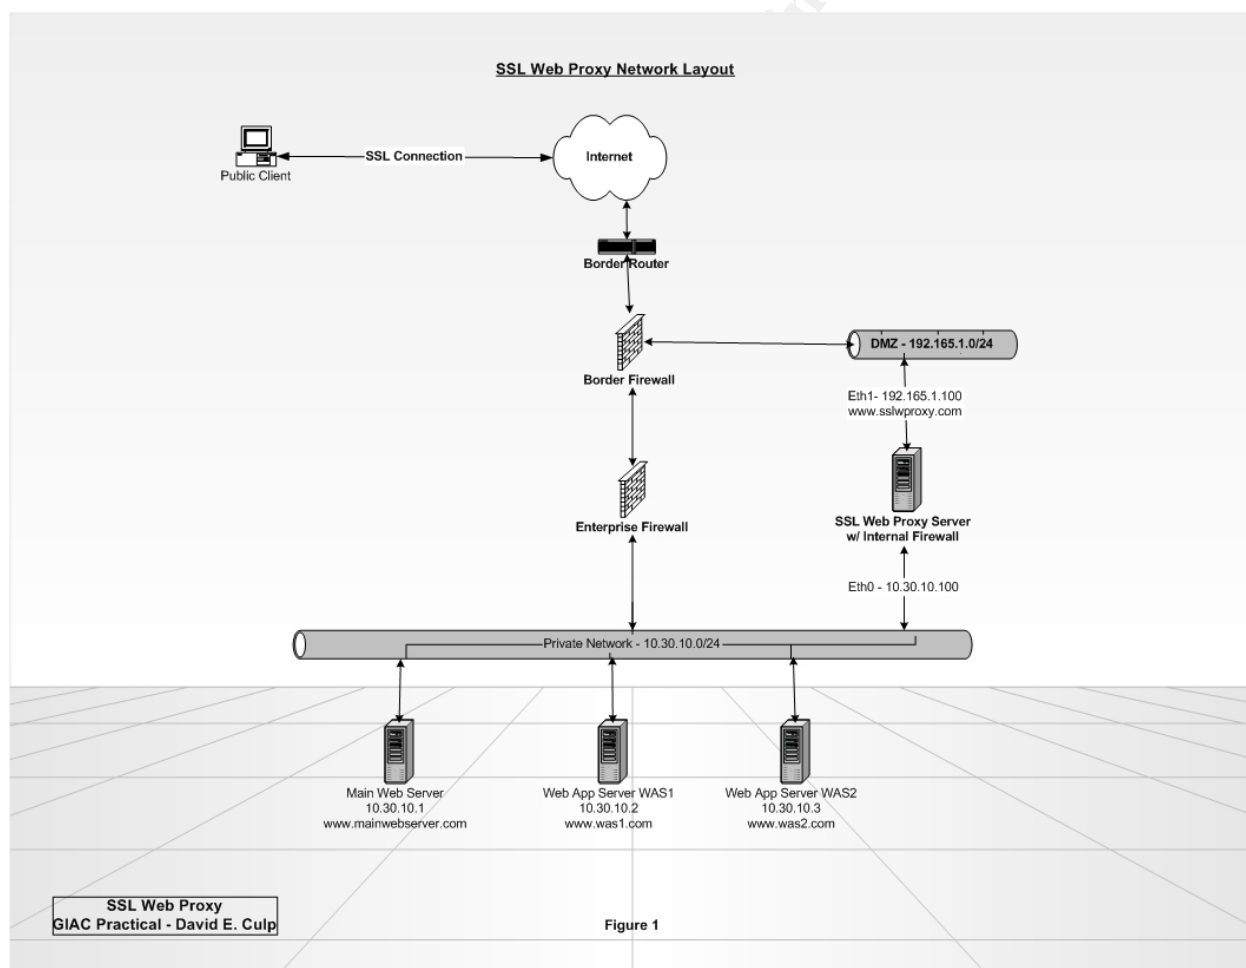 SSL Web Proxy Network Layout
SSL Connection
Internet
Public Client
Border Router
DMZ - 192.165.1.0/24
Border Firewall
Eth1- 192.165.1.100
www.sslwproxy.com
Enterprise Firewall
SSL Web Proxy Server
w/ Internal Firewall
Eth0 - 10.30.10.100
Private Network - 10.30.10.0/24
Main Web Server
10.30.10.1
www.mainwebserver.com
Web App Server WAS1
10.30.10.2
www.was1.com
Web App Server WAS2
10.30.10.3
www.was2.com
SSL Web Proxy
GIAC Practical - David E. Culp
Figure 1